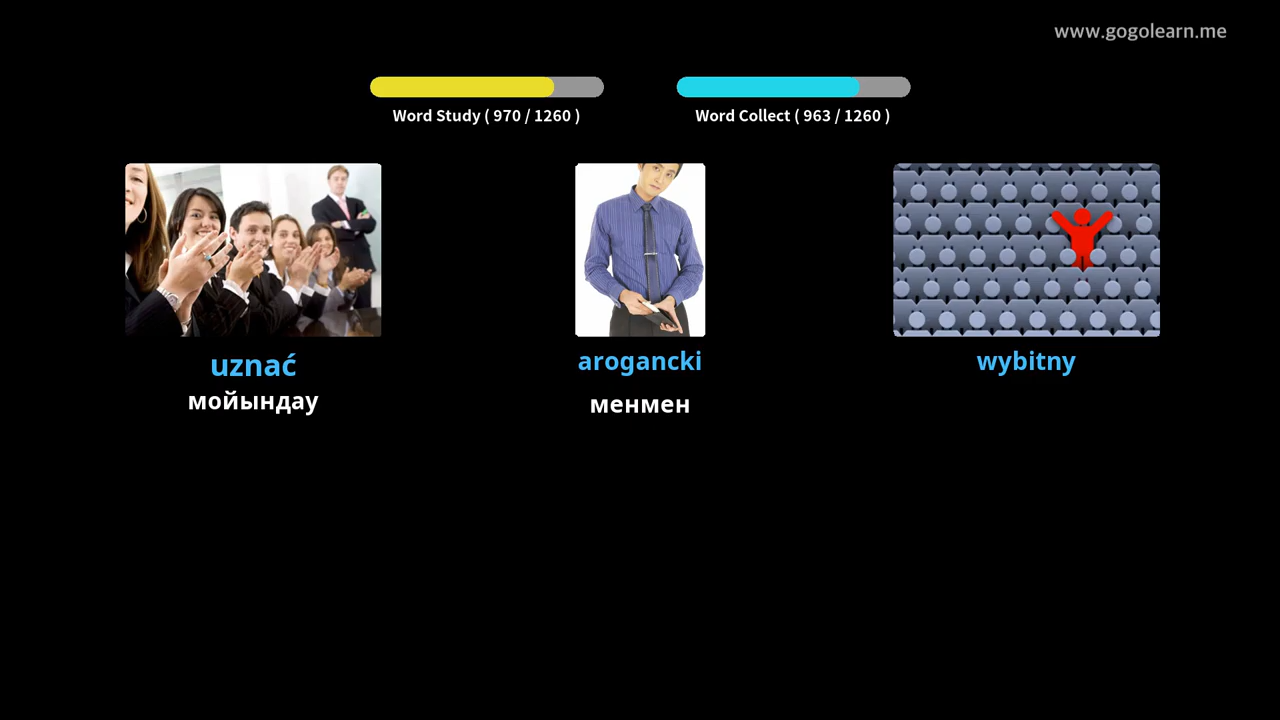 www.gogolearn.me
Word Study ( 970 / 1260 )
Word Collect ( 963 / 1260 )
uznać
arogancki
wybitny
мойындау
менмен